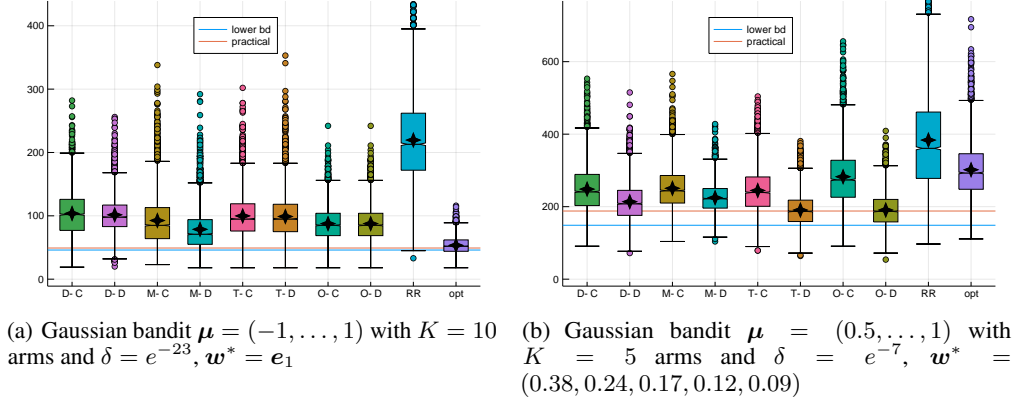 400
300
200
100
0
lower bd
practical
D- C
D- D
M- C
M- D
T- C
T- D
O- C
O- D
RR
opt
600
400
200
0
lower bd
practical
D- C
D- D
M- C
M- D
T- C
T- D
O- C
O- D
RR
opt
(a) Gaussian bandit μ = (−1, . . . , 1) with K = 10
arms and δ = e^{−23}, w* = e₁
(b) Gaussian bandit μ = (0.5, . . . , 1) with
K = 5 arms and δ = e^{−7}, w* =
(0.38, 0.24, 0.17, 0.12, 0.09)